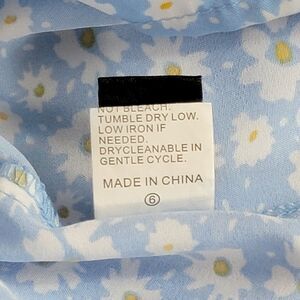 NOT BLEACH.
TUMBLE DRY LOW.
LOW IRON IF
NEEDED.
DRYCLEANABLE IN
GENTLE CYCLE.
MADE IN CHINA
6